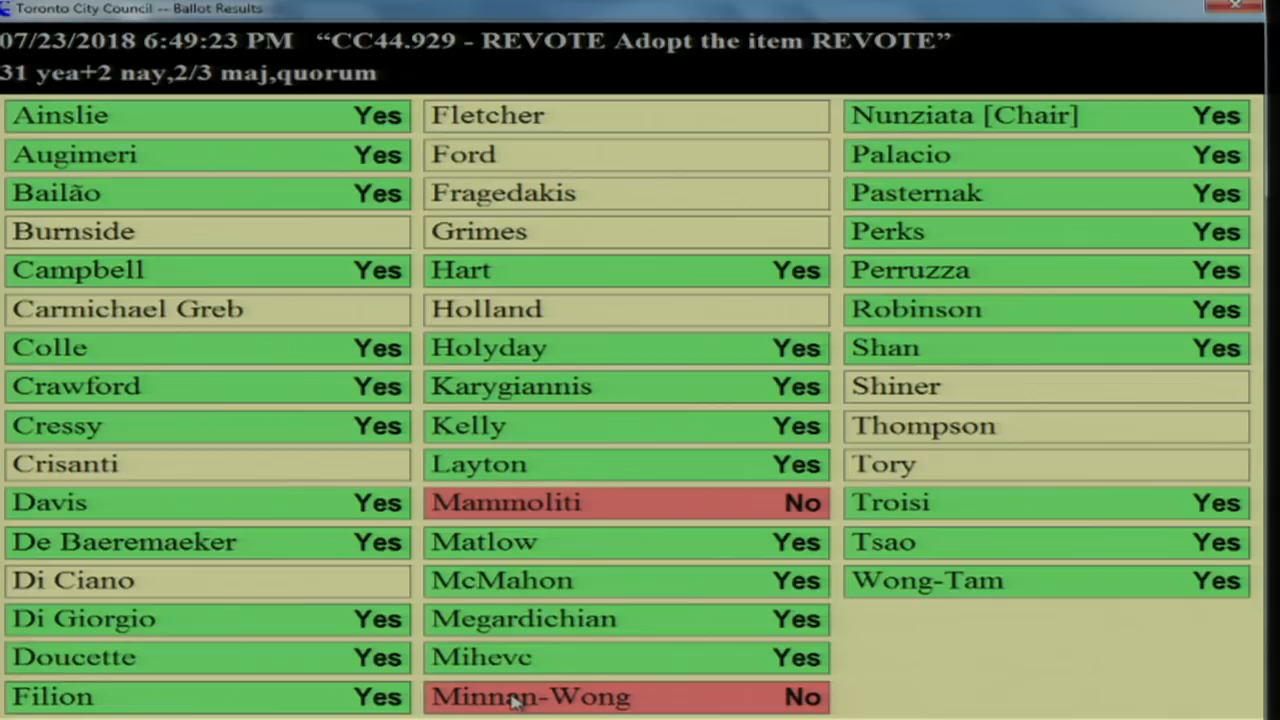 Toronto City Council -- Ballot Results
07/23/2018 6:49:23 PM “CC44.929 - REVOTE Adopt the item REVOTE”
31 yea+2 nay,2/3 maj,quorum
Ainslie Yes
Augimeri Yes
Bailão Yes
Burnside
Campbell Yes
Carmichael Greb
Colle Yes
Crawford Yes
Cressy Yes
Crisanti
Davis Yes
De Baeremaeker Yes
Di Ciano
Di Giorgio Yes
Doucette Yes
Filion Yes
Fletcher
Ford
Fragedakis
Grimes
Hart Yes
Holland
Holyday Yes
Karygiannis Yes
Kelly Yes
Layton Yes
Mammoliti No
Matlow Yes
McMahon Yes
Megardichian Yes
Mihevc Yes
Minnan-Wong No
Nunziata [Chair] Yes
Palacio Yes
Pasternak Yes
Perks Yes
Perruzza Yes
Robinson Yes
Shan Yes
Shiner
Thompson
Tory
Troisi Yes
Tsao Yes
Wong-Tam Yes